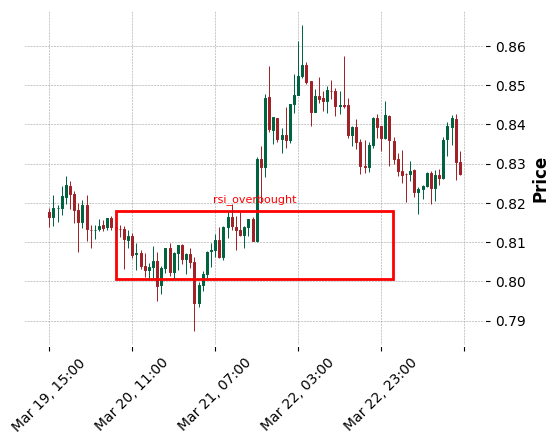 0.86
0.85
0.84
0.83
0.82
0.81
0.80
0.79
Price
rsi_overbought
Mar 19, 15:00
Mar 20, 11:00
Mar 21, 07:00
Mar 22, 03:00
Mar 22, 23:00